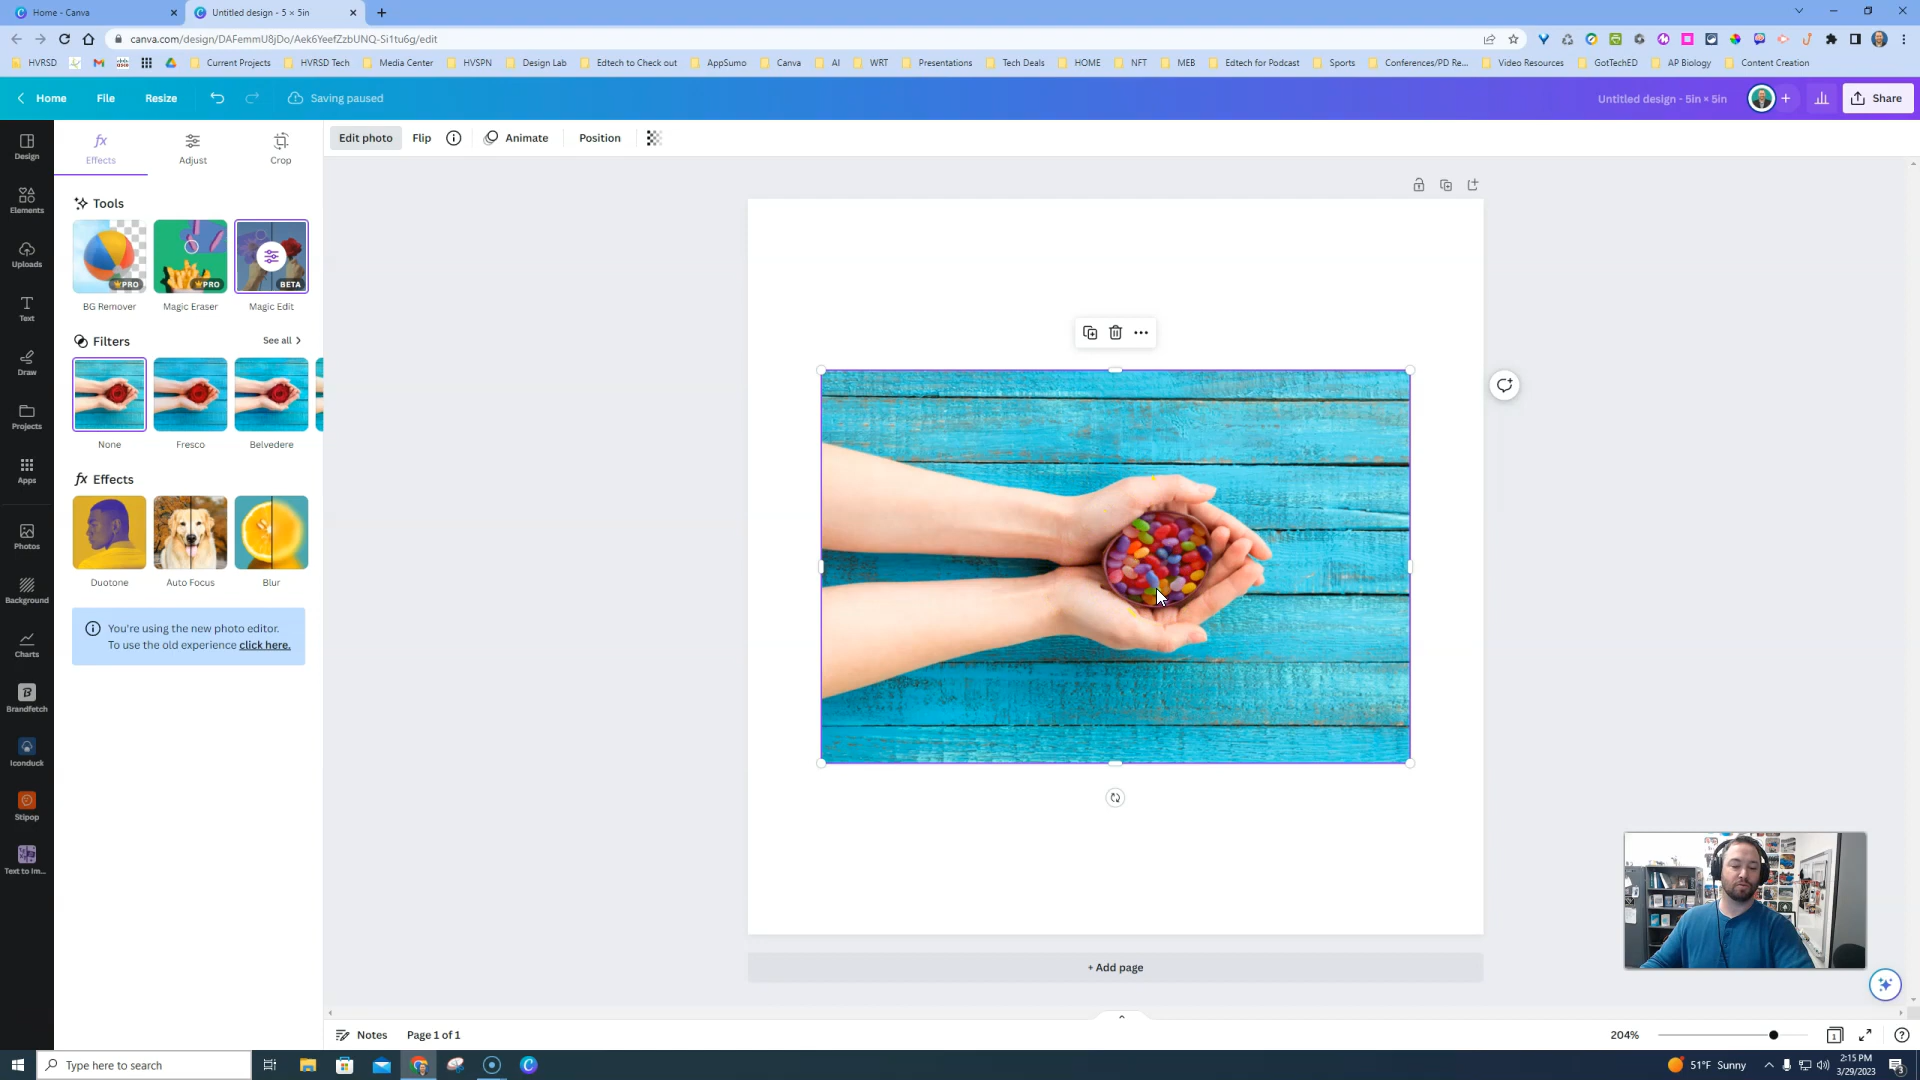 Home - Canva
Untitled design - 5 × 5in
canva.com/design/DAFemmU8jDo/Aek6YeefZzbUNQ-Si1tu6g/edit
HVRSD
Current Projects
HVRSD Tech
Media Center
HVSPN
Design Lab
Edtech to Check out
AppSumo
Canva
AI
WRT
Presentations
Tech Deals
HOME
NFT
MEB
Edtech for Podcast
Sports
Conferences/PD Re...
Video Resources
GotTechED
AP Biology
Content Creation
Home
File
Resize
Saving paused
Untitled design - 5in × 5in
Share
Design
Elements
Uploads
Text
Draw
Projects
Apps
Photos
Background
Charts
Brandfetch
Iconduck
Stipop
Text to Im...
Effects
Adjust
Crop
Edit photo
Flip
Animate
Position
Tools
PRO
PRO
BETA
BG Remover
Magic Eraser
Magic Edit
Filters
See all
None
Fresco
Belvedere
fx Effects
Duotone
Auto Focus
Blur
You're using the new photo editor.
To use the old experience click here.
+ Add page
Notes
Page 1 of 1
204%
1
Type here to search
51°F Sunny
2:15 PM
3/29/2023
3